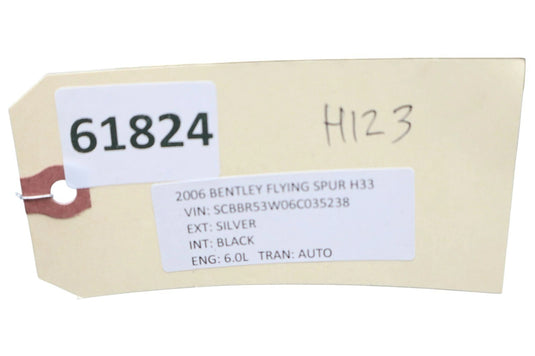 61824
H123
2006 BENTLEY FLYING SPUR H33
VIN: SCBBR53W06C035238
EXT: SILVER
INT: BLACK
ENG: 6.0L TRAN: AUTO